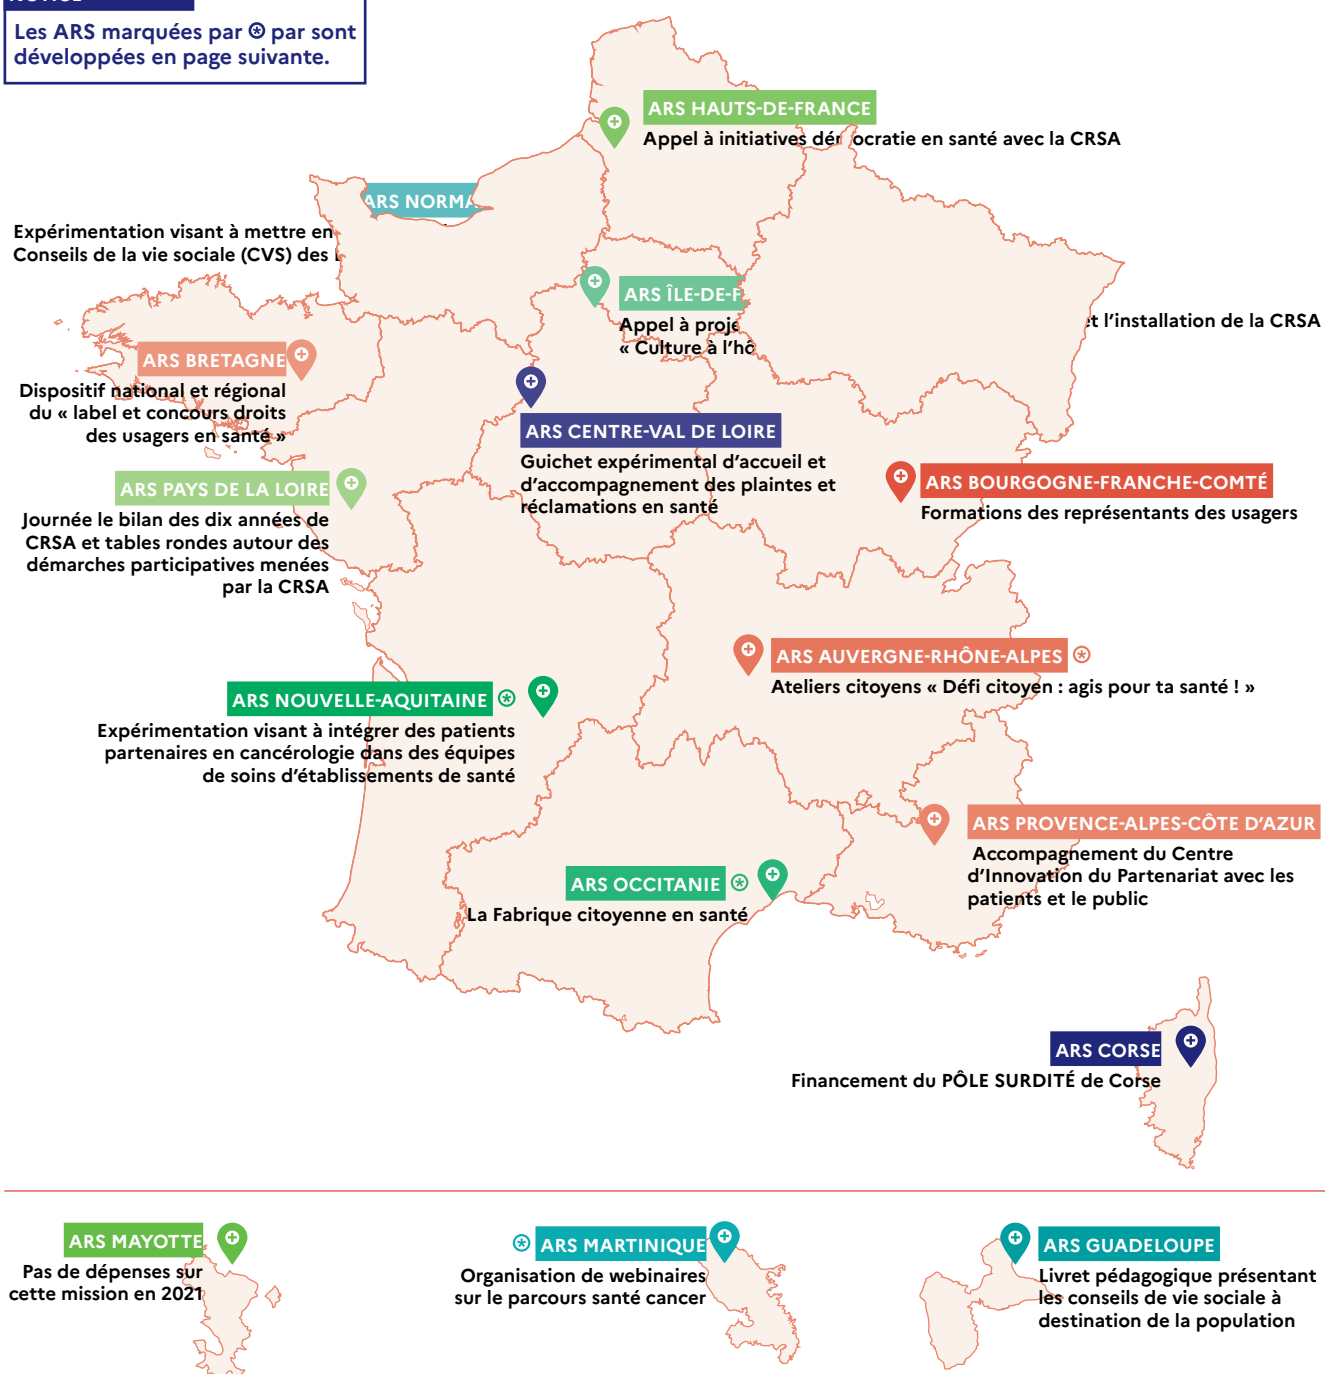 Les ARS marquées par ⊛ par sont
développées en page suivante.
ARS HAUTS-DE-FRANCE
Appel à initiatives démocratie en santé avec la CRSA
ARS
Expérimentation visant à mettre en
Conseils de la vie sociale (CVS) des
ARS
Appel à
« Culture à
l’installation de la CRSA
ARS BRETAGNE
Dispositif national et régional
du « label et concours droits
des usagers en santé »
ARS CENTRE-VAL DE LOIRE
Guichet expérimental d’accueil et
d’accompagnement des plaintes et
réclamations en santé
ARS PAYS DE LA LOIRE
Journée le bilan des dix années de
CRSA et tables rondes autour des
démarches participatives menées
par la CRSA
ARS BOURGOGNE-FRANCHE-COMTÉ
Formations des représentants des usagers
ARS AUVERGNE-RHÔNE-ALPES ⊛
Ateliers citoyens « Défi citoyen : agis pour ta santé ! »
ARS NOUVELLE-AQUITAINE ⊛
Expérimentation visant à intégrer des patients
partenaires en cancérologie dans des équipes
de soins d’établissements de santé
ARS PROVENCE-ALPES-CÔTE D’AZUR
Accompagnement du Centre
d’Innovation du Partenariat avec les
patients et le public
ARS OCCITANIE ⊛
La Fabrique citoyenne en santé
ARS CORSE
Financement du PÔLE SURDITÉ de Corse
ARS MAYOTTE
Pas de dépenses sur
cette mission en 2021
⊛ ARS MARTINIQUE
Organisation de webinaires
sur le parcours santé cancer
ARS GUADELOUPE
Livret pédagogique présentant
les conseils de vie sociale à
destination de la population